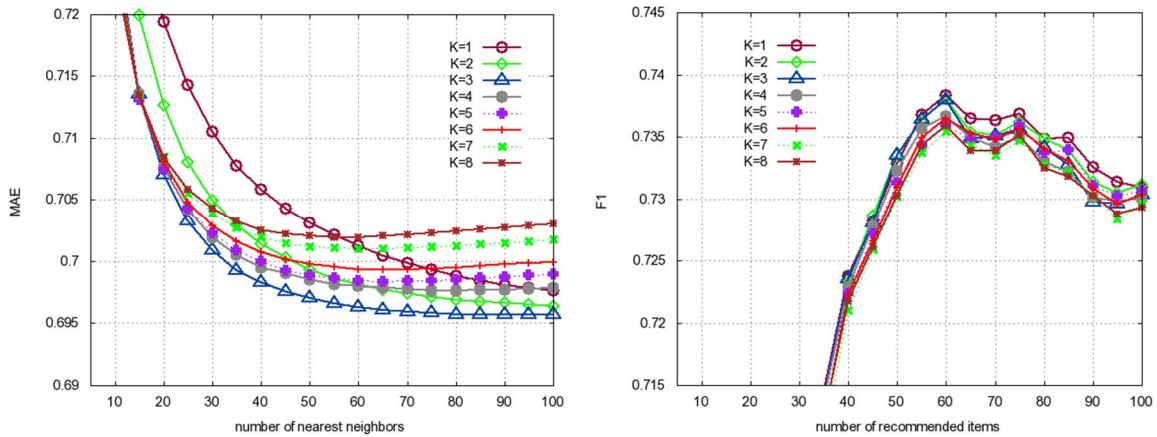 0.72
0.715
0.71
0.705
0.7
0.695
0.69
MAE
K=1
K=2
K=3
K=4
K=5
K=6
K=7
K=8
10 20 30 40 50 60 70 80 90 100
number of nearest neighbors
0.745
0.74
0.735
0.73
0.725
0.72
0.715
F1
K=1
K=2
K=3
K=4
K=5
K=6
K=7
K=8
10 20 30 40 50 60 70 80 90 100
number of recommended items